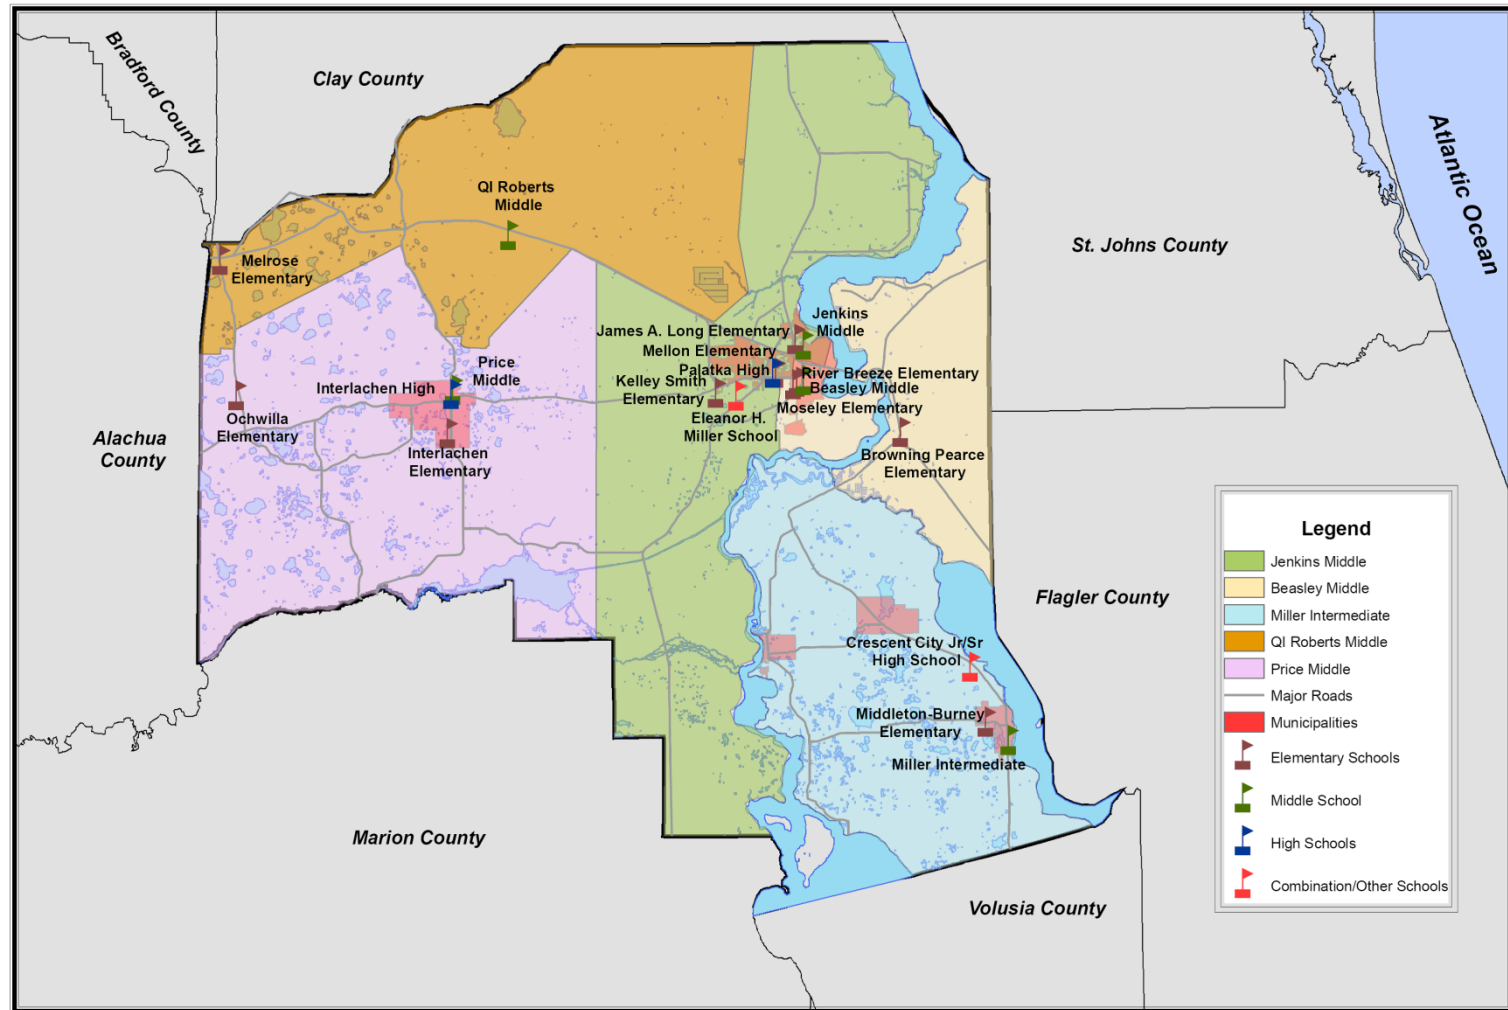 Bradford County
Clay County
Atlantic Ocean
QI Roberts
Middle
St. Johns County
Melrose
Elementary
Jenkins
Middle
James A. Long Elementary
Mellon Elementary
Price
Middle
Palatka High
River Breeze Elementary
Interlachen High
Kelley Smith
Elementary
Beasley Middle
Moseley Elementary
Ochwilla
Elementary
Eleanor H.
Miller School
Alachua
County
Interlachen
Elementary
Browning Pearce
Elementary
Flagler County
Crescent City Jr/Sr
High School
Middleton-Burney
Elementary
Miller Intermediate
Marion County
Volusia County
Legend
Jenkins Middle
Beasley Middle
Miller Intermediate
QI Roberts Middle
Price Middle
Major Roads
Municipalities
Elementary Schools
Middle School
High Schools
Combination/Other Schools